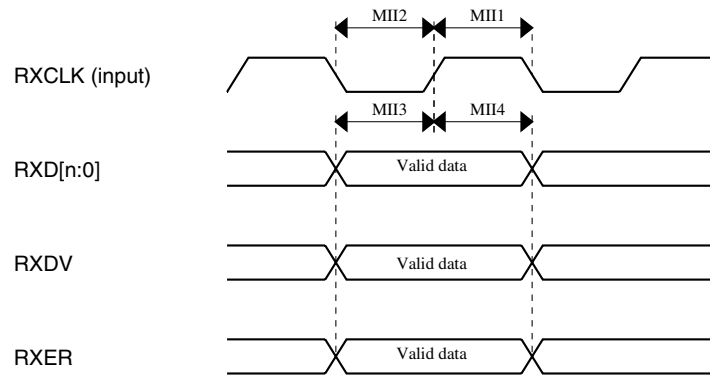 MII2 MII1
RXCLK (input)
MII3 MII4
RXD[n:0] Valid data
RXDV Valid data
RXER Valid data